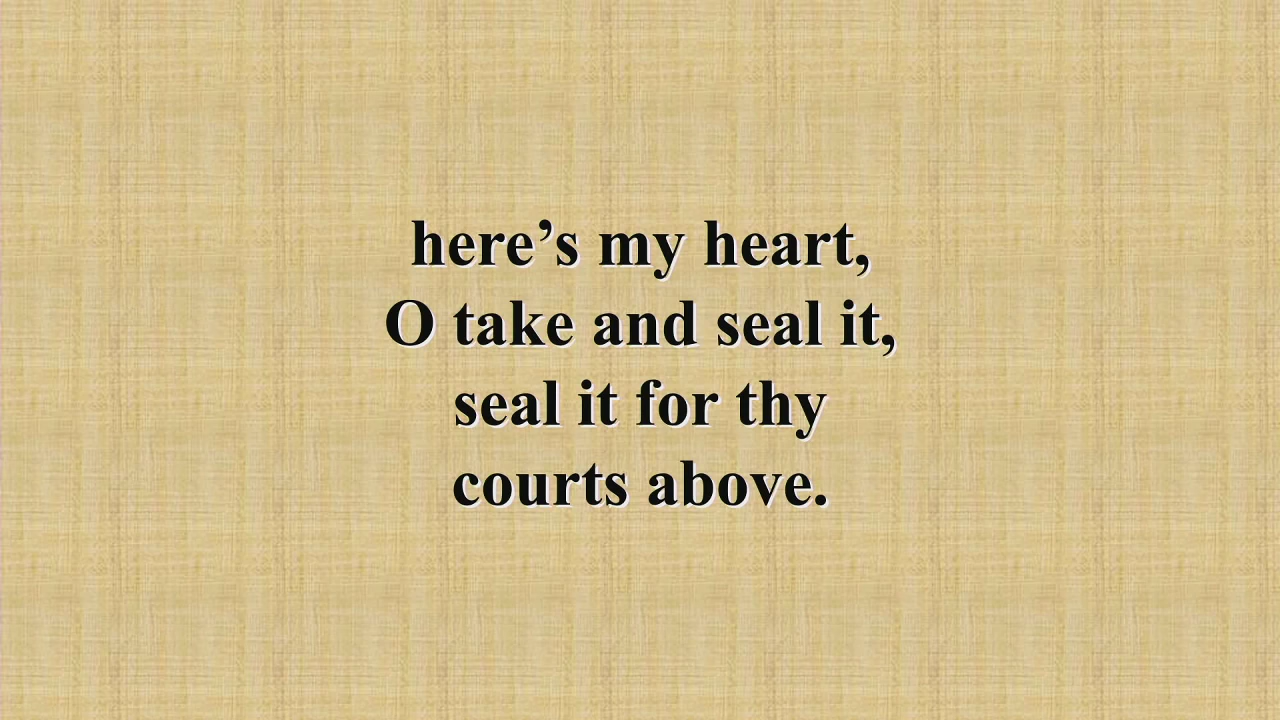 here’s my heart,
O take and seal it,
seal it for thy
courts above.